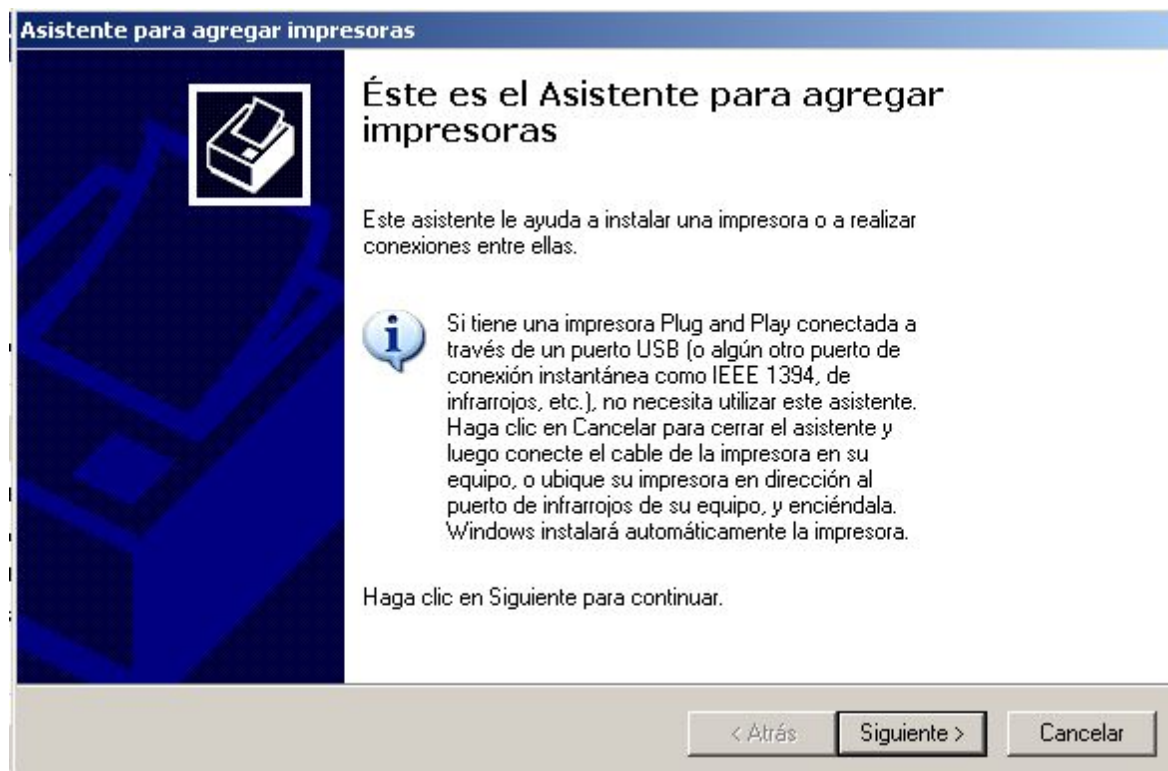 Asistente para agregar impresoras
Éste es el Asistente para agregar
impresoras
Este asistente le ayuda a instalar una impresora o a realizar
conexiones entre ellas.
Si tiene una impresora Plug and Play conectada a
través de un puerto USB (o algún otro puerto de
conexión instantánea como IEEE 1394, de
infrarrojos, etc.), no necesita utilizar este asistente.
Haga clic en Cancelar para cerrar el asistente y
luego conecte el cable de la impresora en su
equipo, o ubique su impresora en dirección al
puerto de infrarrojos de su equipo, y enciéndala.
Windows instalará automáticamente la impresora.
Haga clic en Siguiente para continuar.
< Atrás Siguiente > Cancelar